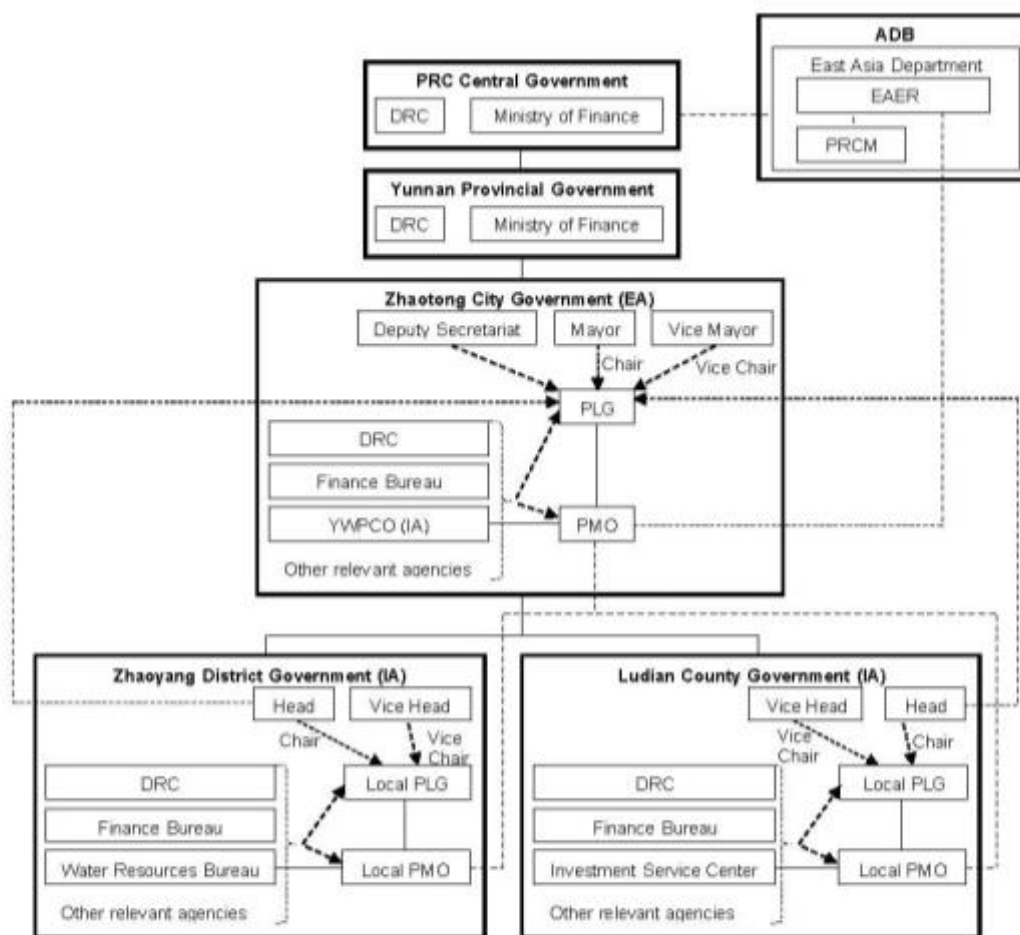 ADB
East Asia Department
EAER
PRCM
PRC Central Government
DRC
Ministry of Finance
Yunnan Provincial Government
DRC
Ministry of Finance
Zhaotong City Government (EA)
Deputy Secretariat
Mayor
Vice Mayor
Chair
Vice Chair
PLG
DRC
Finance Bureau
YWPCO (IA)
PMO
Other relevant agencies
Zhaoyang District Government (IA)
Head
Vice Head
Chair
Vice
Chair
DRC
Local PLG
Finance Bureau
Water Resources Bureau
Local PMO
Other relevant agencies
Ludian County Government (IA)
Vice Head
Head
Vice
Chair
Chair
DRC
Local PLG
Finance Bureau
Investment Service Center
Local PMO
Other relevant agencies